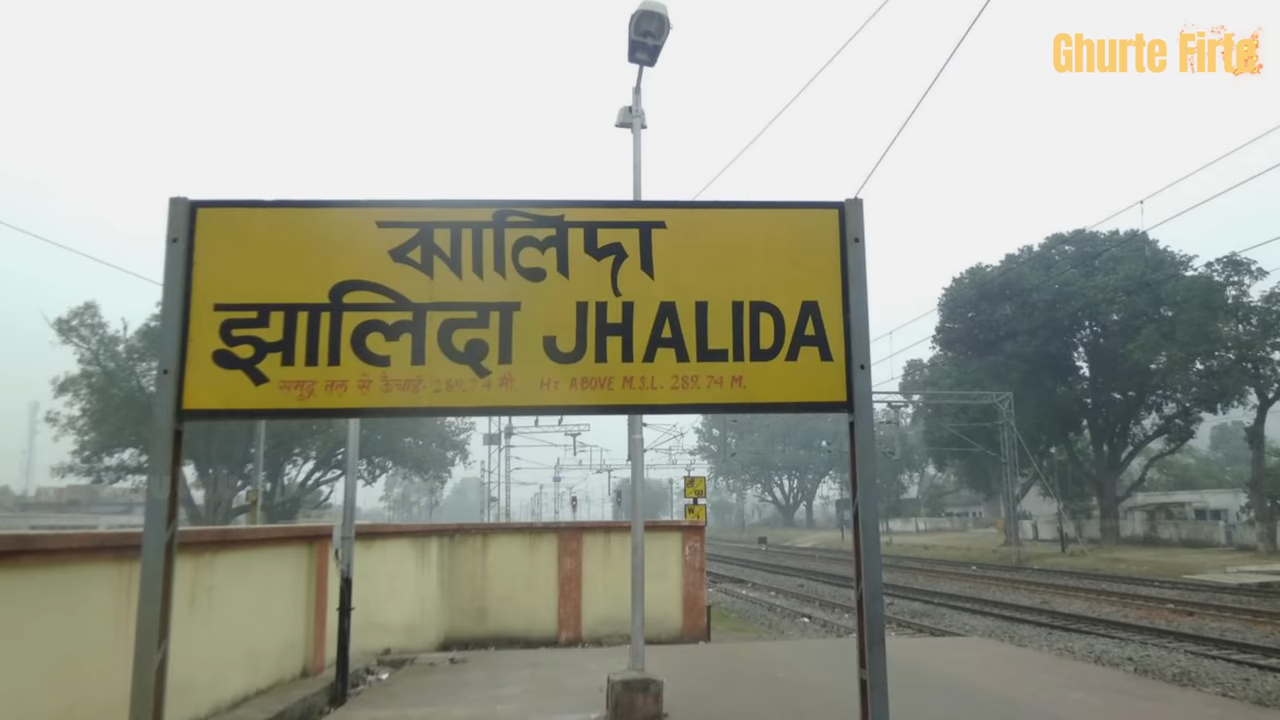 Ghurte Firte
ঝালিদা
झालिदा JHALIDA
समुद्र तल से ऊँचाई- 289.74 मी. HT ABOVE M.S.L. 289.74 M.